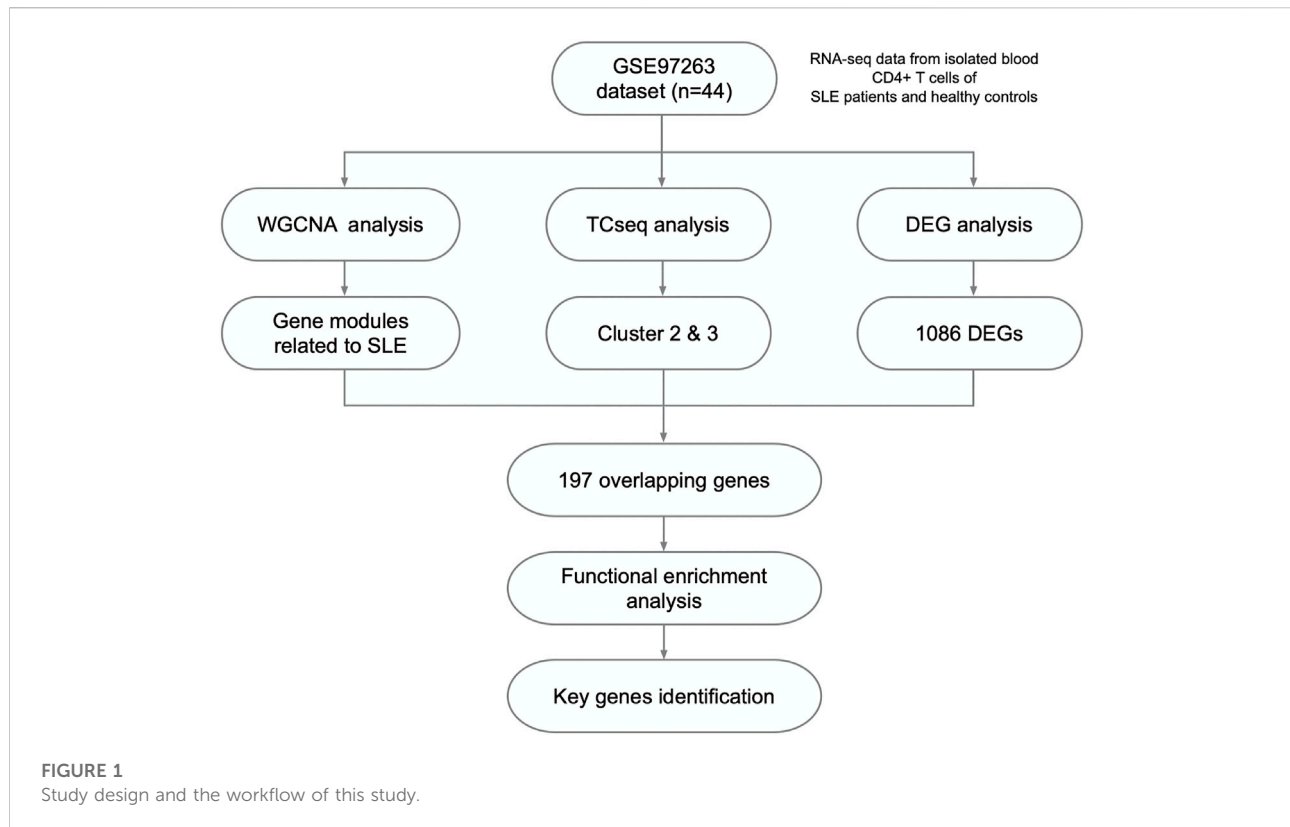 GSE97263
dataset (n=44)
RNA-seq data from isolated blood
CD4+ T cells of
SLE patients and healthy controls
WGCNA analysis
TCseq analysis
DEG analysis
Gene modules
related to SLE
Cluster 2 & 3
1086 DEGs
197 overlapping genes
Functional enrichment
analysis
Key genes identification
FIGURE 1
Study design and the workflow of this study.